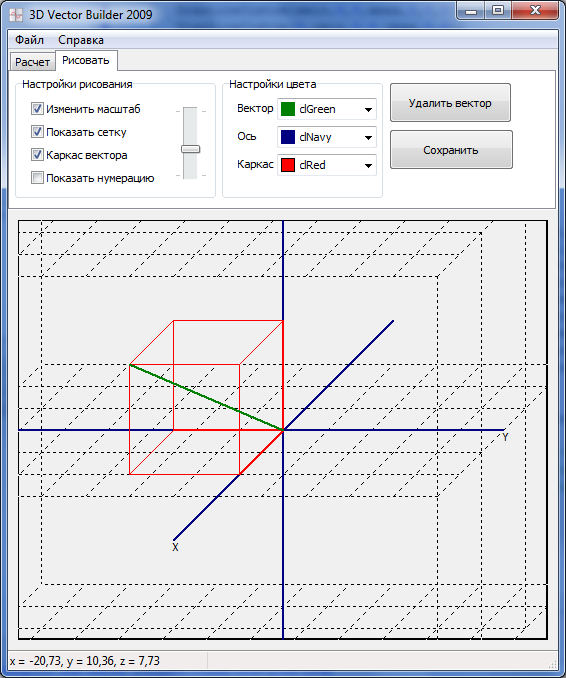 3D Vector Builder 2009
Файл Справка
Расчет Рисовать
Настройки рисования
Изменить масштаб
Показать сетку
Каркас вектора
Показать нумерацию
Настройки цвета
Вектор clGreen
Ось clNavy
Каркас clRed
Удалить вектор
Сохранить
Y
X
x = -20,73, y = 10,36, z = 7,73